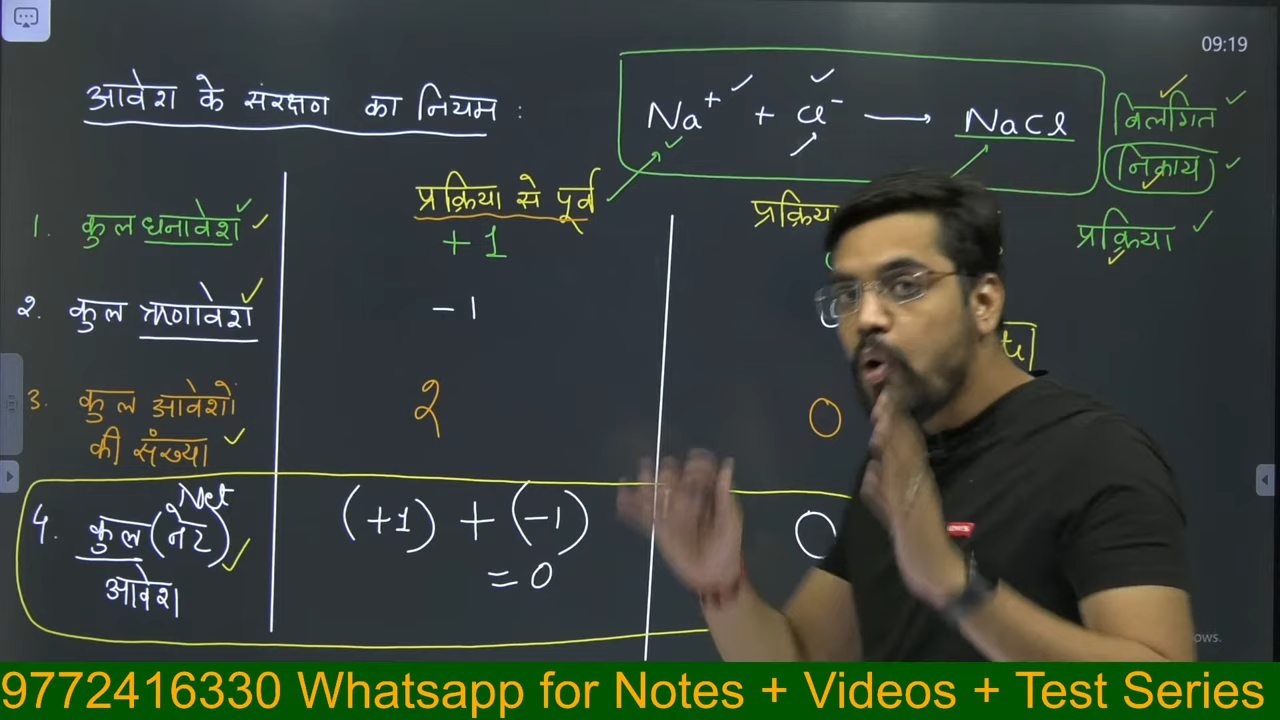 09:19
आवेश के संरक्षण का नियम :
Na⁺ + Cl⁻ ⟶ NaCl
विलगित
निकाय
प्रक्रिया
प्रक्रिया से पूर्व
प्रक्रिया
1. कुल धनावेश
+1
2. कुल ऋणावेश
-1
3. कुल आवेशों
की संख्या
2
0
4. कुल (नेट) Net
आवेश
(+1) + (-1)
= 0
0
9772416330 Whatsapp for Notes + Videos + Test Series